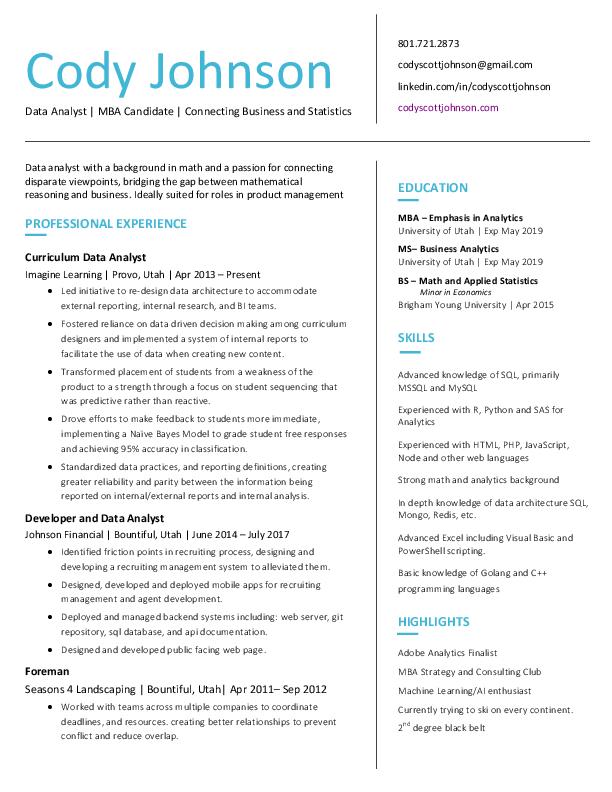 Cody Johnson
Data Analyst | MBA Candidate | Connecting Business and Statistics
801.721.2873
codyscottjohnson@gmail.com
linkedin.com/in/codyscottjohnson
codyscottjohnson.com
Data analyst with a background in math and a passion for connecting
disparate viewpoints, bridging the gap between mathematical
reasoning and business. Ideally suited for roles in product management
PROFESSIONAL EXPERIENCE
Curriculum Data Analyst
Imagine Learning | Provo, Utah | Apr 2013 – Present
• Led initiative to re-design data architecture to accommodate
external reporting, internal research, and BI teams.
• Fostered reliance on data driven decision making among curriculum
designers and implemented a system of internal reports to
facilitate the use of data when creating new content.
• Transformed placement of students from a weakness of the
product to a strength through a focus on student sequencing that
was predictive rather than reactive.
• Drove efforts to make feedback to students more immediate,
implementing a Naïve Bayes Model to grade student free responses
and achieving 95% accuracy in classification.
• Standardized data practices, and reporting definitions, creating
greater reliability and parity between the information being
reported on internal/external reports and internal analysis.
Developer and Data Analyst
Johnson Financial | Bountiful, Utah | June 2014 – July 2017
• Identified friction points in recruiting process, designing and
developing a recruiting management system to alleviated them.
• Designed, developed and deployed mobile apps for recruiting
management and agent development.
• Deployed and managed backend systems including: web server, git
repository, sql database, and api documentation.
• Designed and developed public facing web page.
Foreman
Seasons 4 Landscaping | Bountiful, Utah| Apr 2011– Sep 2012
• Worked with teams across multiple companies to coordinate
deadlines, and resources. creating better relationships to prevent
conflict and reduce overlap.
EDUCATION
MBA – Emphasis in Analytics
University of Utah | Exp May 2019
MS– Business Analytics
University of Utah | Exp May 2019
BS – Math and Applied Statistics
Minor in Economics
Brigham Young University | Apr 2015
SKILLS
Advanced knowledge of SQL, primarily
MSSQL and MySQL
Experienced with R, Python and SAS for
Analytics
Experienced with HTML, PHP, JavaScript,
Node and other web languages
Strong math and analytics background
In depth knowledge of data architecture SQL,
Mongo, Redis, etc.
Advanced Excel including Visual Basic and
PowerShell scripting.
Basic knowledge of Golang and C++
programming languages
HIGHLIGHTS
Adobe Analytics Finalist
MBA Strategy and Consulting Club
Machine Learning/AI enthusiast
Currently trying to ski on every continent.
2nd degree black belt